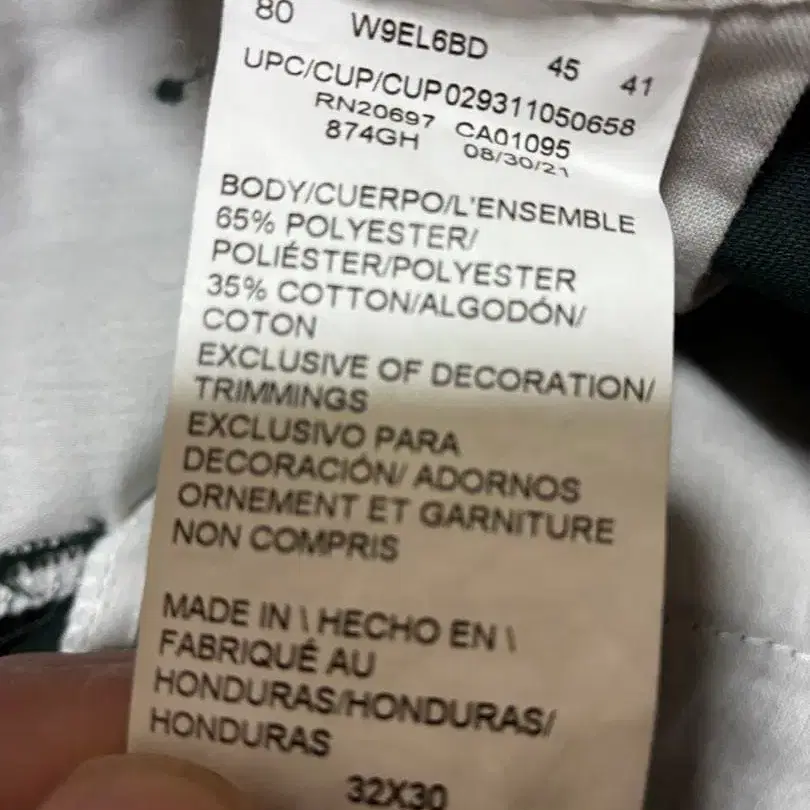 80 W9EL6BD 45 41
UPC/CUP/CUP029311050658
RN20697 CA01095
874GH 08/30/21
BODY/CUERPO/L'ENSEMBLE
65% POLYESTER/
POLIÉSTER/POLYESTER
35% COTTON/ALGODÓN/
COTON
EXCLUSIVE OF DECORATION/
TRIMMINGS
EXCLUSIVO PARA
DECORACIÓN/ ADORNOS
ORNEMENT ET GARNITURE
NON COMPRIS
MADE IN \ HECHO EN \
FABRIQUÉ AU
HONDURAS/HONDURAS/
HONDURAS
32X30